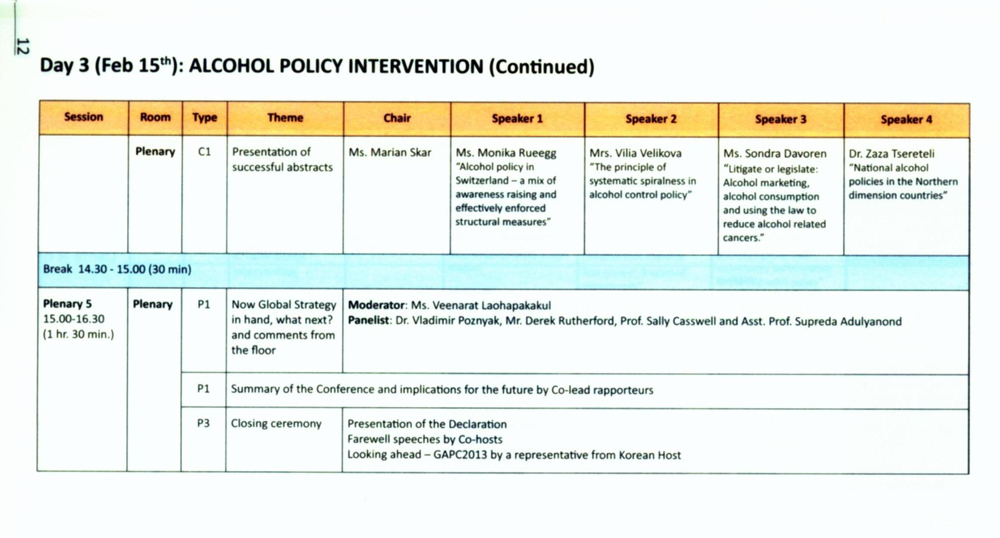 12
Day 3 (Feb 15th): ALCOHOL POLICY INTERVENTION (Continued)
Session Room Type Theme Chair Speaker 1 Speaker 2 Speaker 3 Speaker 4
Plenary
C1
Presentation of
successful abstracts
Ms. Marian Skar
Ms. Monika Rueegg
“Alcohol policy in
Switzerland – a mix of
awareness raising and
effectively enforced
structural measures”
Mrs. Vilia Velikova
“The principle of
systematic spiralness in
alcohol control policy”
Ms. Sondra Davoren
“Litigate or legislate:
Alcohol marketing,
alcohol consumption
and using the law to
reduce alcohol related
cancers.”
Dr. Zaza Tsereteli
“National alcohol
policies in the Northern
dimension countries”
Break 14.30 - 15.00 (30 min)
Plenary 5
15.00-16.30
(1 hr. 30 min.)
Plenary
P1
Now Global Strategy
in hand, what next?
and comments from
the floor
Moderator: Ms. Veenarat Laohapakakul
Panelist: Dr. Vladimir Poznyak, Mr. Derek Rutherford, Prof. Sally Casswell and Asst. Prof. Supreda Adulyanond
P1
Summary of the Conference and implications for the future by Co-lead rapporteurs
P3
Closing ceremony
Presentation of the Declaration
Farewell speeches by Co-hosts
Looking ahead – GAPC2013 by a representative from Korean Host